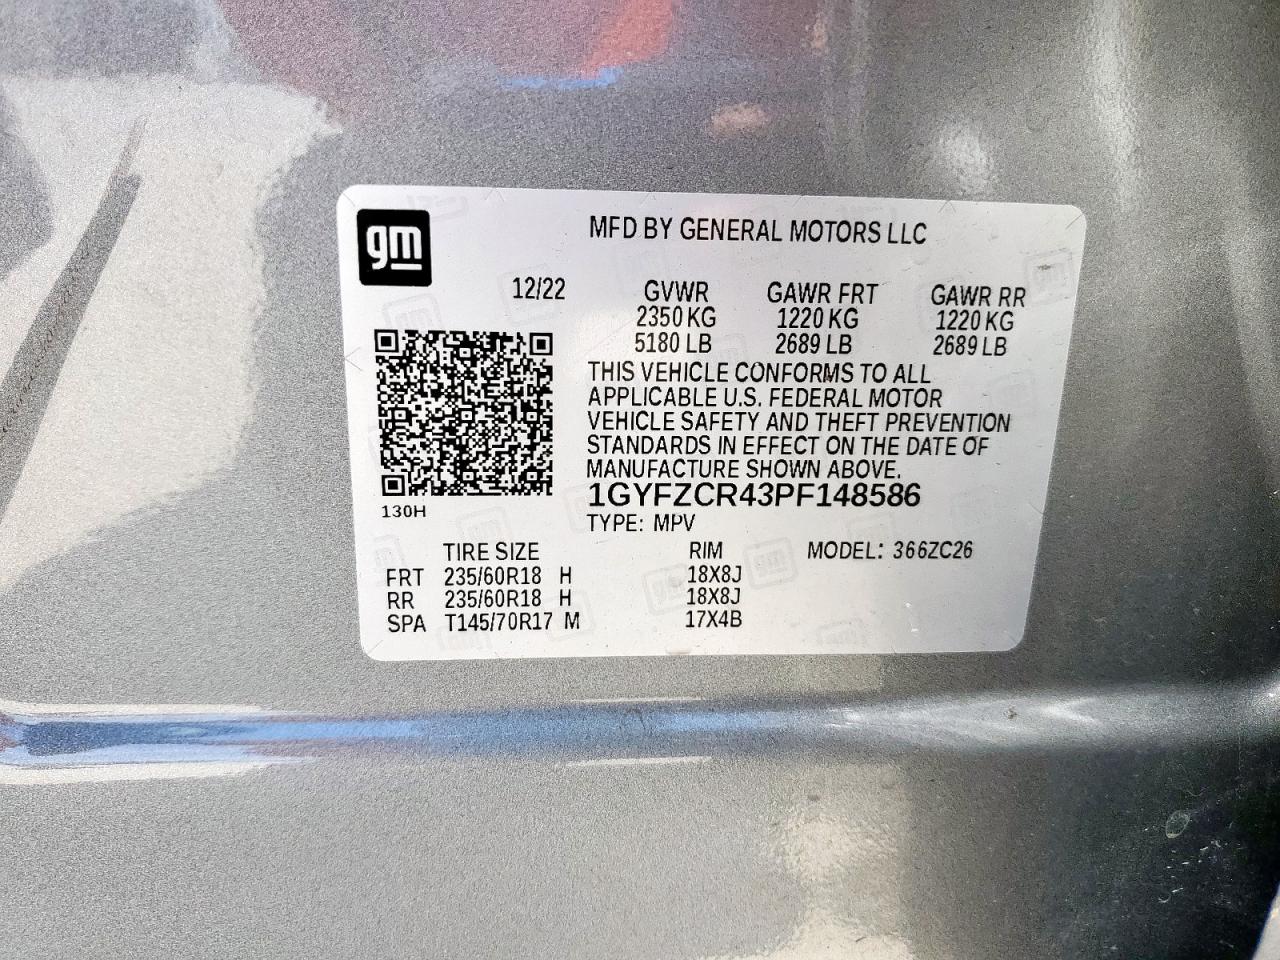 gm
MFD BY GENERAL MOTORS LLC
12/22 GVWR GAWR FRT GAWR RR
2350 KG 1220 KG 1220 KG
5180 LB 2689 LB 2689 LB
THIS VEHICLE CONFORMS TO ALL
APPLICABLE U.S. FEDERAL MOTOR
VEHICLE SAFETY AND THEFT PREVENTION
STANDARDS IN EFFECT ON THE DATE OF
MANUFACTURE SHOWN ABOVE.
1GYFZCR43PF148586
130H
TYPE: MPV
TIRE SIZE RIM MODEL: 366ZC26
FRT 235/60R18 H 18X8J
RR 235/60R18 H 18X8J
SPA T145/70R17 M 17X4B